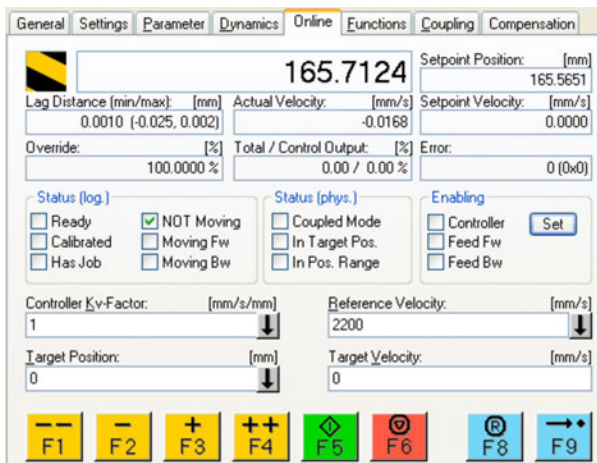 General Settings Parameter Dynamics Online Functions Coupling Compensation
165.7124
Setpoint Position: [mm]
165.5651
Lag Distance (min/max): [mm] Actual Velocity: [mm/s] Setpoint Velocity: [mm/s]
0.0010 (-0.025, 0.002) -0.0168 0.0000
Override: [%] Total / Control Output: [%] Error:
100.0000 % 0.00 / 0.00 % 0 (0x0)
Status (log.) Status (phys.) Enabling
Ready NOT Moving Coupled Mode Controller Set
Calibrated Moving Fw In Target Pos. Feed Fw
Has Job Moving Bw In Pos. Range Feed Bw
Controller Kv-Factor: [mm/s/mm] Reference Velocity: [mm/s]
1 2200
Target Position: [mm] Target Velocity: [mm/s]
0 0
-- - + ++ R
F1 F2 F3 F4 F5 F6 F8 F9